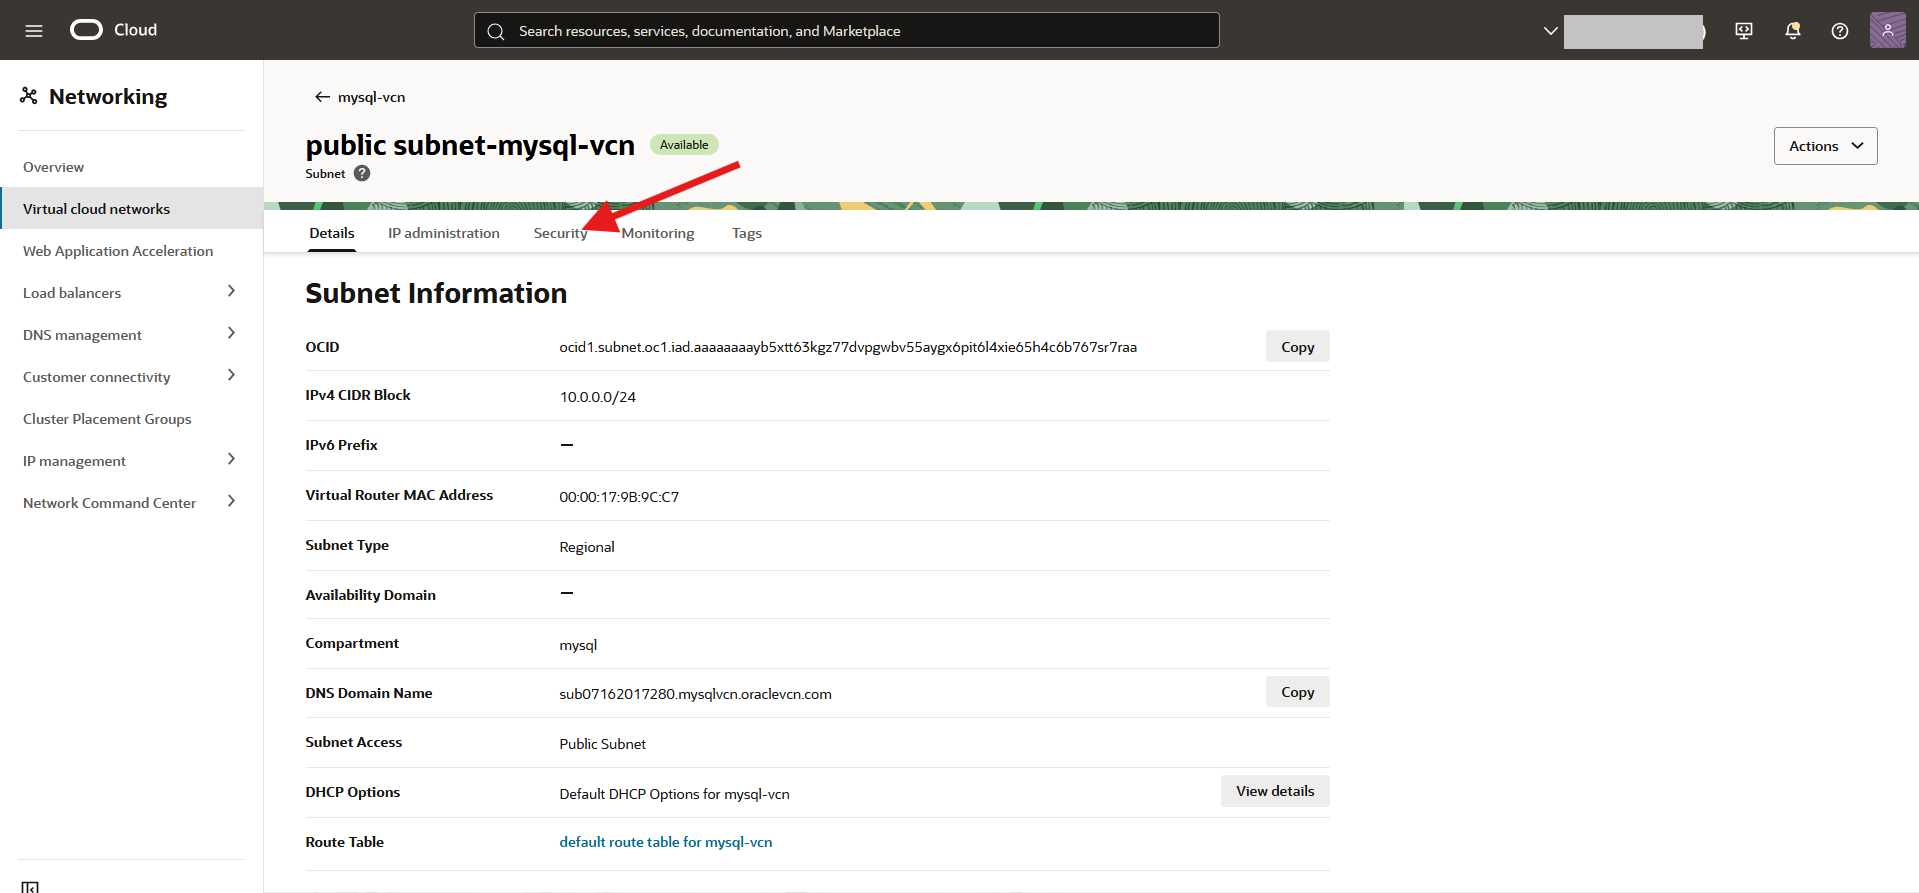 Cloud
Search resources, services, documentation, and Marketplace
Networking
Overview
Virtual cloud networks
Web Application Acceleration
Load balancers
DNS management
Customer connectivity
Cluster Placement Groups
IP management
Network Command Center
mysql-vcn
public subnet-mysql-vcn Available
Subnet ?
Actions
Details IP administration Security Monitoring Tags
Subnet Information
OCID ocid1.subnet.oc1.iad.aaaaaaaayb5xtt63kgz77dvpgwbv55aygx6pit6l4xie65h4c6b767sr7raa Copy
IPv4 CIDR Block 10.0.0.0/24
IPv6 Prefix —
Virtual Router MAC Address 00:00:17:9B:9C:C7
Subnet Type Regional
Availability Domain —
Compartment mysql
DNS Domain Name sub07162017280.mysqlvcn.oraclevcn.com Copy
Subnet Access Public Subnet
DHCP Options Default DHCP Options for mysql-vcn View details
Route Table default route table for mysql-vcn